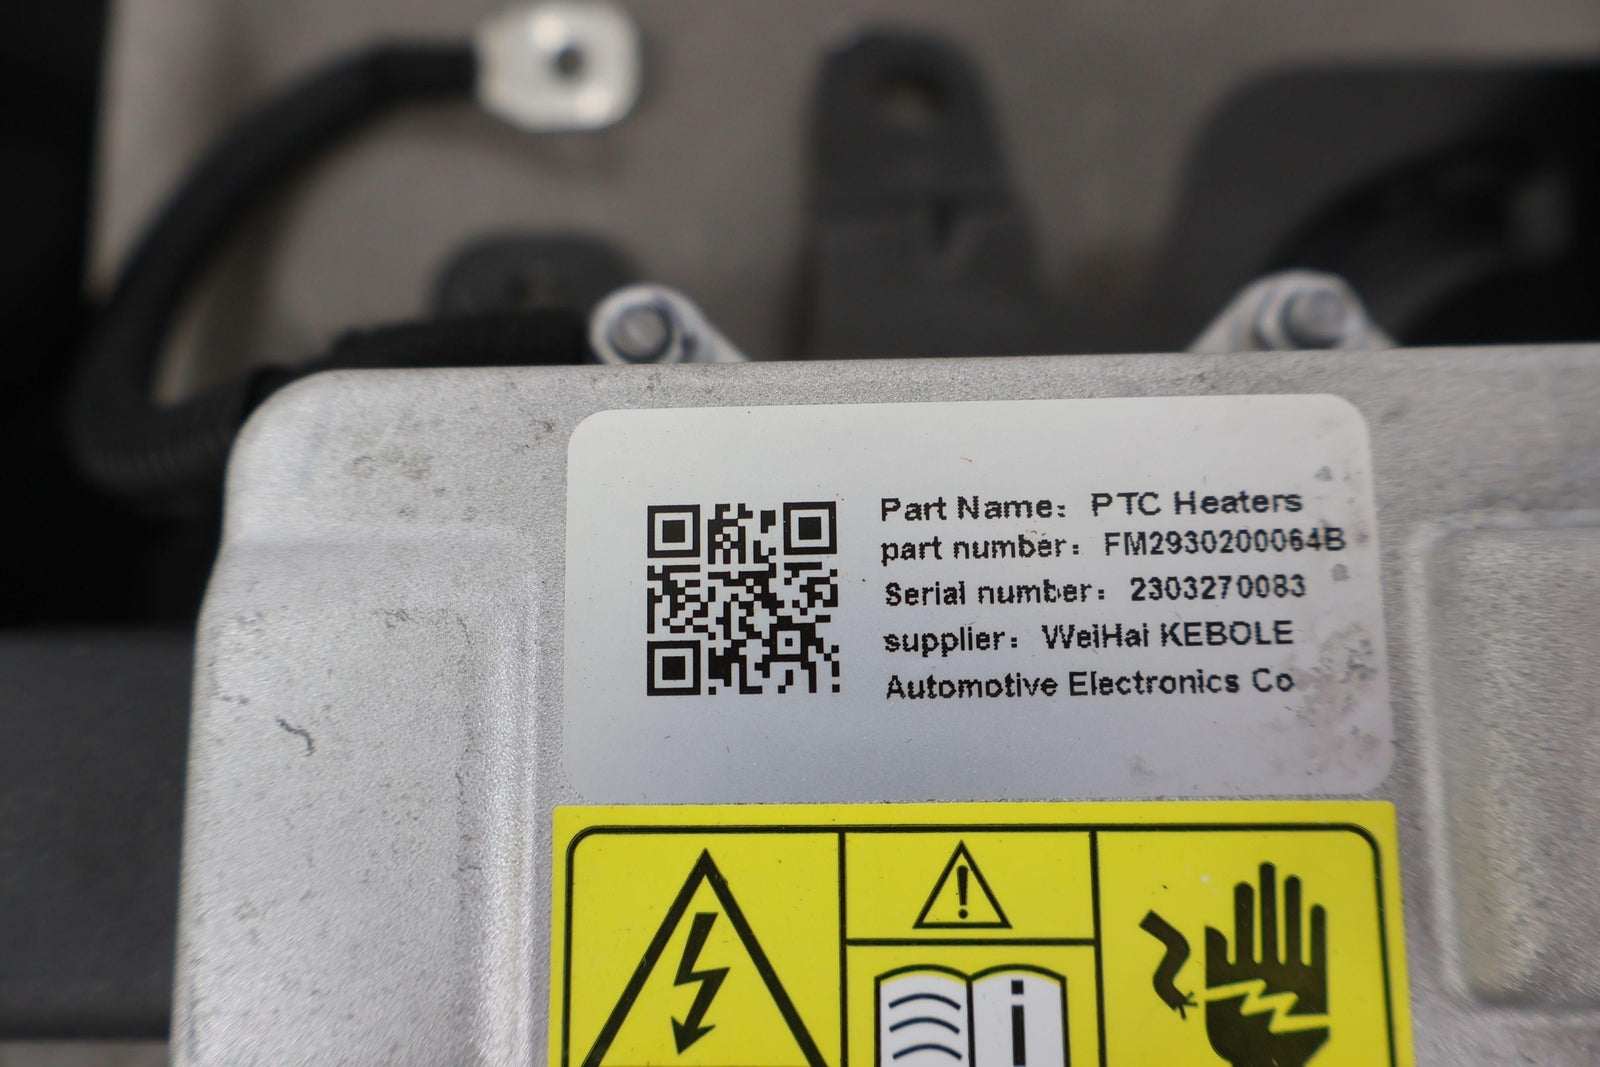 Part Name: PTC Heaters
part number: FM2930200064B
Serial number: 2303270083
supplier: WeiHai KEBOLE
Automotive Electronics Co